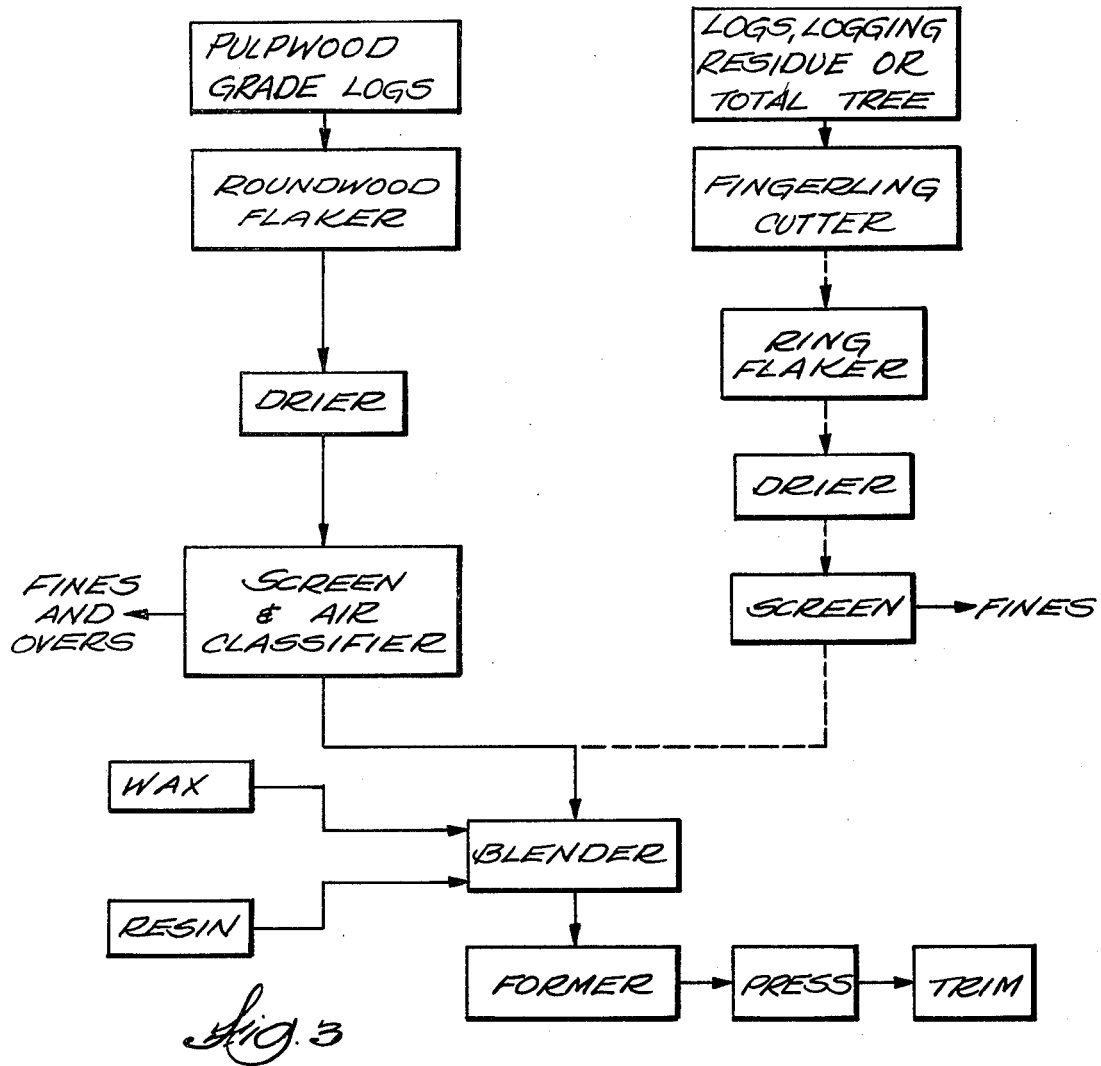 PULPWOOD
GRADE LOGS
LOGS, LOGGING
RESIDUE OR
TOTAL TREE
ROUNDWOOD
FLAKER
FINGERLING
CUTTER
RING
FLAKER
DRIER
DRIER
FINES
AND
OVERS
SCREEN
& AIR
CLASSIFIER
SCREEN
FINES
WAX
BLENDER
RESIN
FORMER
PRESS
TRIM
Fig. 3